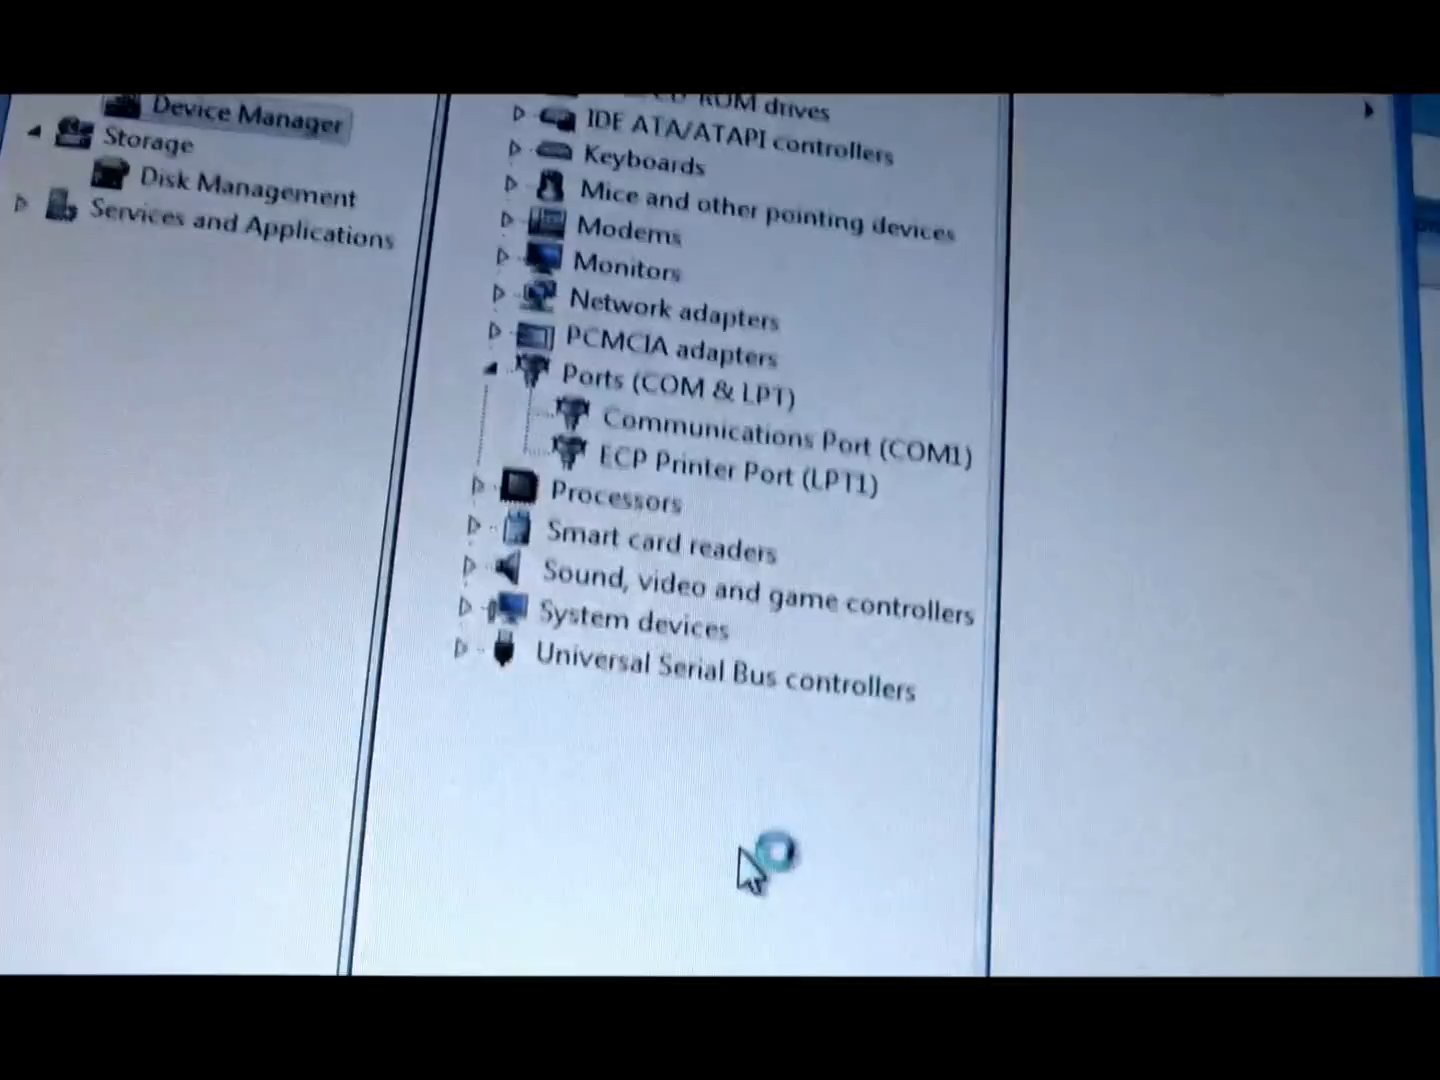 Device Manager
Storage
Disk Management
Services and Applications
ROM drives
IDE ATA/ATAPI controllers
Keyboards
Mice and other pointing devices
Modems
Monitors
Network adapters
PCMCIA adapters
Ports (COM & LPT)
Communications Port (COM1)
ECP Printer Port (LPT1)
Processors
Smart card readers
Sound, video and game controllers
System devices
Universal Serial Bus controllers